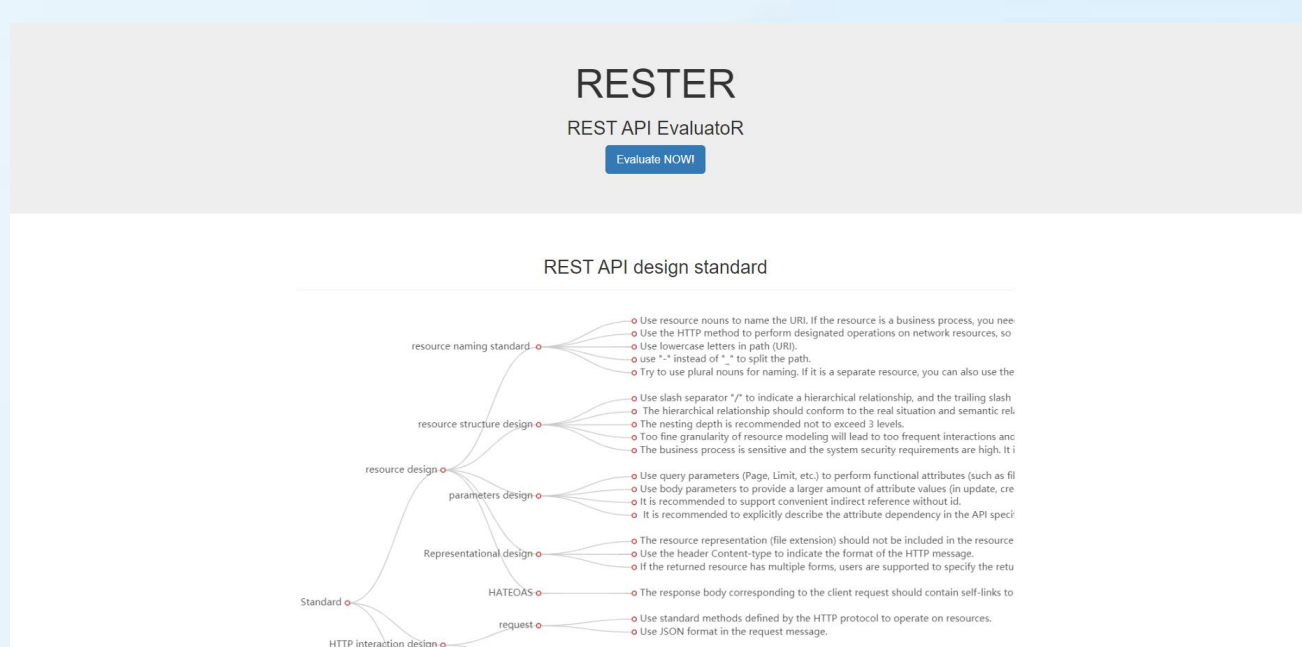 RESTER
REST API EvaluatoR
Evaluate NOW!
REST API design standard
Use resource nouns to name the URI. If the resource is a business process, you nee
Use the HTTP method to perform designated operations on network resources, so
resource naming standard
Use lowercase letters in path (URI).
use "-" instead of "_" to split the path.
Try to use plural nouns for naming. If it is a separate resource, you can also use the
Use slash separator "/" to indicate a hierarchical relationship, and the trailing slash
The hierarchical relationship should conform to the real situation and semantic rel
resource structure design
The nesting depth is recommended not to exceed 3 levels.
Too fine granularity of resource modeling will lead to too frequent interactions and
The business process is sensitive and the system security requirements are high. It i
resource design
Use query parameters (Page, Limit, etc.) to perform functional attributes (such as fil
Use body parameters to provide a larger amount of attribute values (in update, cre
parameters design
It is recommended to support convenient indirect reference without id.
It is recommended to explicitly describe the attribute dependency in the API speci
The resource representation (file extension) should not be included in the resource
Representational design
Use the header Content-type to indicate the format of the HTTP message.
If the returned resource has multiple forms, users are supported to specify the retu
HATEOAS
The response body corresponding to the client request should contain self-links to
Standard
Use standard methods defined by the HTTP protocol to operate on resources.
request
Use JSON format in the request message.
HTTP interaction design